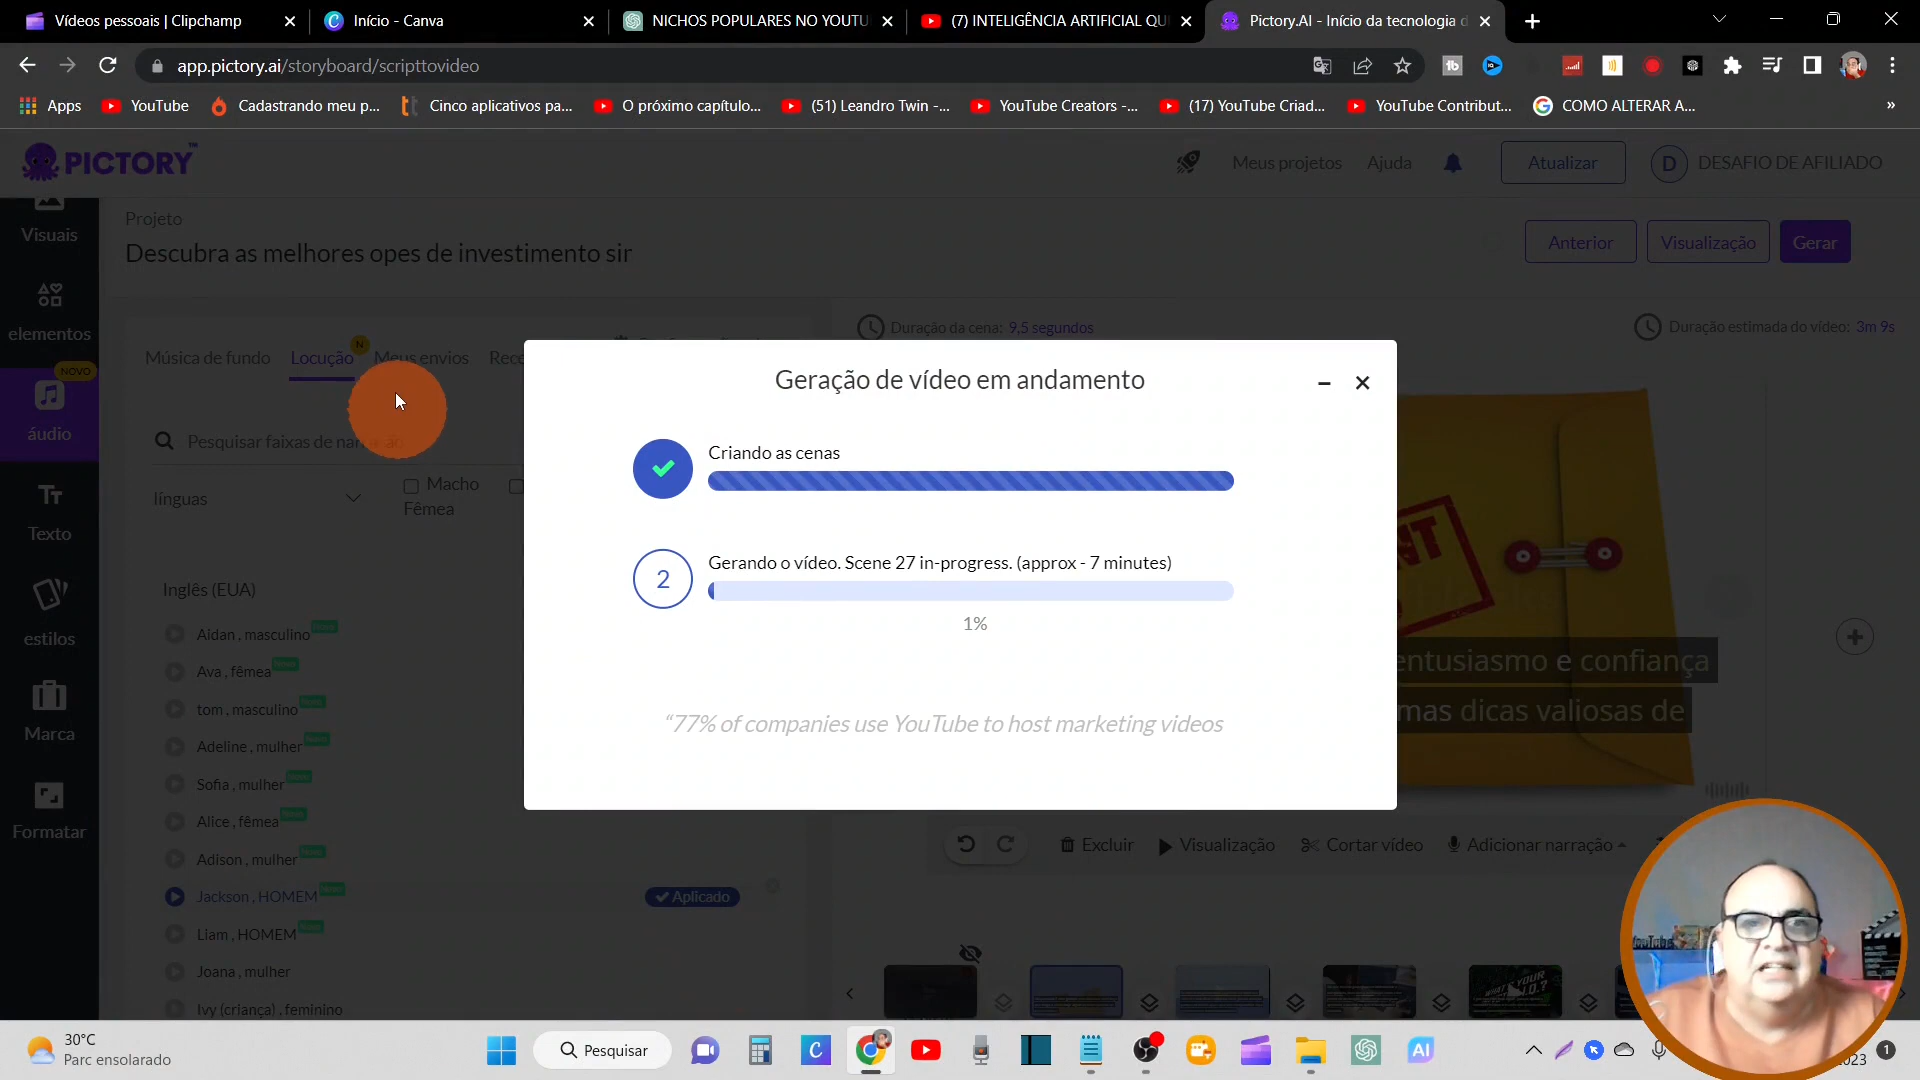 Vídeos pessoais | Clipchamp
Início - Canva
NICHOS POPULARES NO YOUTU
(7) INTELIGÊNCIA ARTIFICIAL QU
Pictory.AI - Início da tecnologia d
app.pictory.ai/storyboard/scripttovideo
Apps
YouTube
Cadastrando meu p...
Cinco aplicativos pa...
O próximo capítulo...
(51) Leandro Twin -...
YouTube Creators -...
(17) YouTube Criad...
YouTube Contribut...
COMO ALTERAR A...
PICTORY
Meus projetos
Ajuda
Atualizar
D
DESAFIO DE AFILIADO
Visuais
elementos
NOVO
áudio
Texto
estilos
Marca
Formatar
Projeto
Descubra as melhores opes de investimento sir
Anterior
Visualização
Gerar
Música de fundo
Locução
N
Meus envios
Duração da cena: 9,5 segundos
Duração estimada do vídeo: 3m 9s
Pesquisar faixas de narração
línguas
Macho
Fêmea
Inglês (EUA)
Aidan , masculino
Ava , fêmea
tom , masculino
Adeline , mulher
Sofia , mulher
Alice , fêmea
Adison , mulher
Jackson , HOMEM
Aplicado
Liam , HOMEM
Joana , mulher
Ivy (criança) , feminino
Geração de vídeo em andamento
Criando as cenas
2
Gerando o vídeo. Scene 27 in-progress. (approx - 7 minutes)
1%
“77% of companies use YouTube to host marketing videos
entusiasmo e confiança
mas dicas valiosas de
Excluir
Visualização
Cortar vídeo
Adicionar narração
30°C
Parc ensolarado
Pesquisar
AI
2023
1